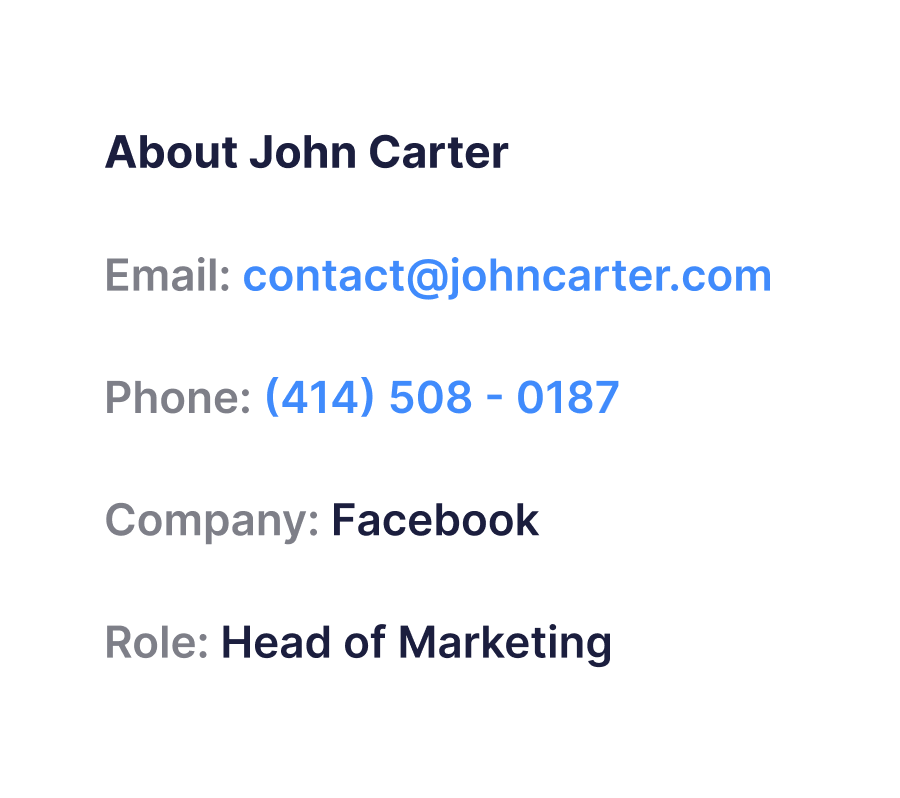 About John Carter
Email: contact@johncarter.com
Phone: (414) 508 - 0187
Company: Facebook
Role: Head of Marketing